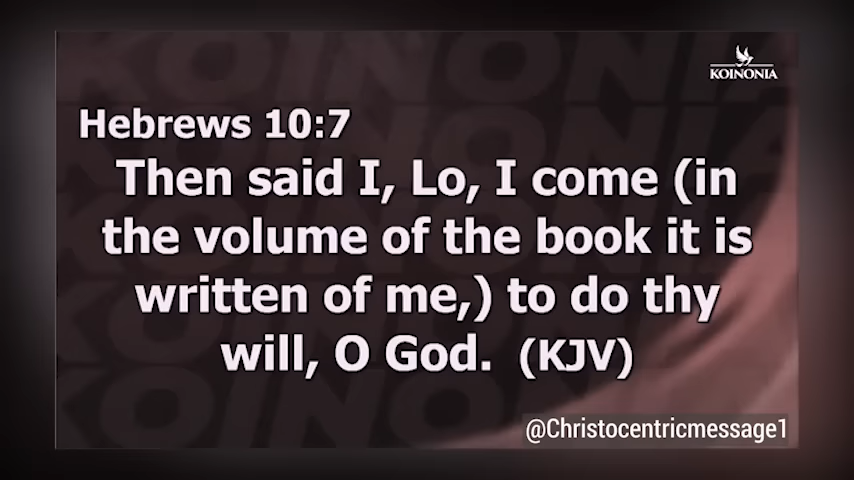 KOINONIA
Hebrews 10:7
Then said I, Lo, I come (in
the volume of the book it is
written of me,) to do thy
will, O God. (KJV)
@Christocentricmessage1